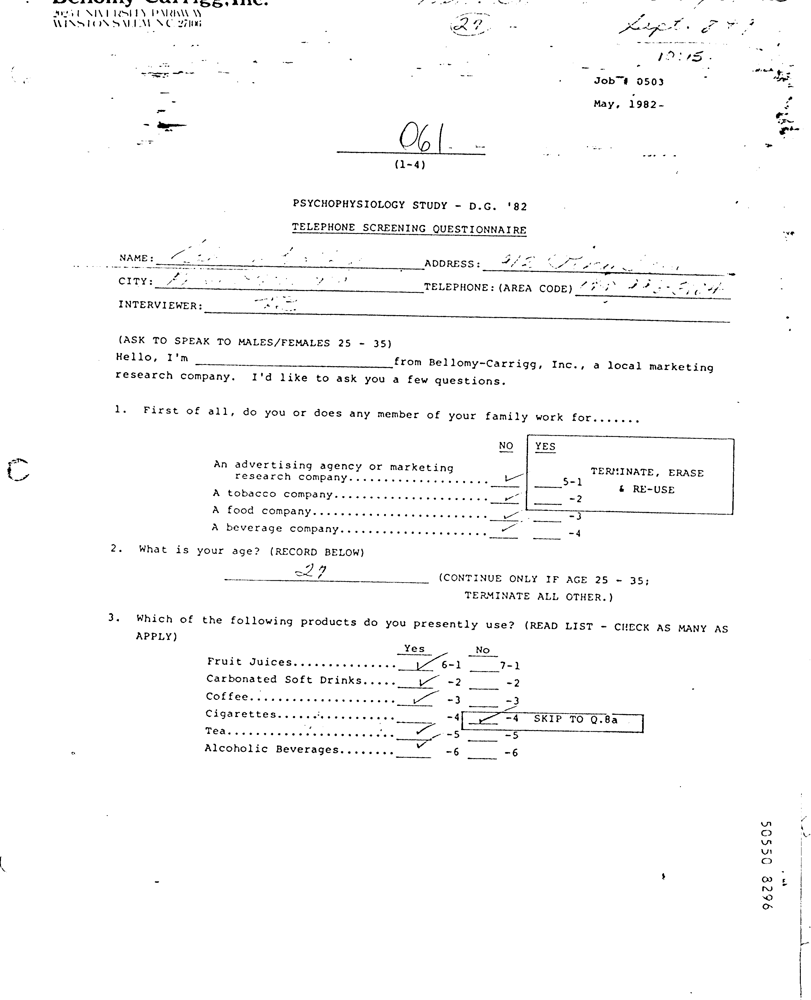 Bellomy-Carrigg, Inc.
2025 UNIVERSITY PARKWAY
WINSTON SALEM NC 27106
27
Sept. 8
10:15
Job # 0503
May, 1982-
061
(1-4)
PSYCHOPHYSIOLOGY STUDY - D.G. '82
TELEPHONE SCREENING QUESTIONNAIRE
NAME: ADDRESS:
CITY: TELEPHONE: (AREA CODE)
INTERVIEWER:
(ASK TO SPEAK TO MALES/FEMALES 25 - 35)
Hello, I'm ____ from Bellomy-Carrigg, Inc., a local marketing
research company. I'd like to ask you a few questions.
1. First of all, do you or does any member of your family work for.......
NO YES
An advertising agency or marketing
research company.................... ✓ 5-1 TERMINATE, ERASE
A tobacco company...................... ✓ -2 & RE-USE
A food company......................... ✓ -3
A beverage company..................... ✓ -4
2. What is your age? (RECORD BELOW)
27 (CONTINUE ONLY IF AGE 25 - 35;
TERMINATE ALL OTHER.)
3. Which of the following products do you presently use? (READ LIST - CHECK AS MANY AS
APPLY)
Yes No
Fruit Juices............... ✓ 6-1 7-1
Carbonated Soft Drinks..... ✓ -2 -2
Coffee..................... ✓ -3 -3
Cigarettes................. -4 ✓ -4 SKIP TO Q.8a
Tea........................ ✓ -5 -5
Alcoholic Beverages........ ✓ -6 -6
50550 8296